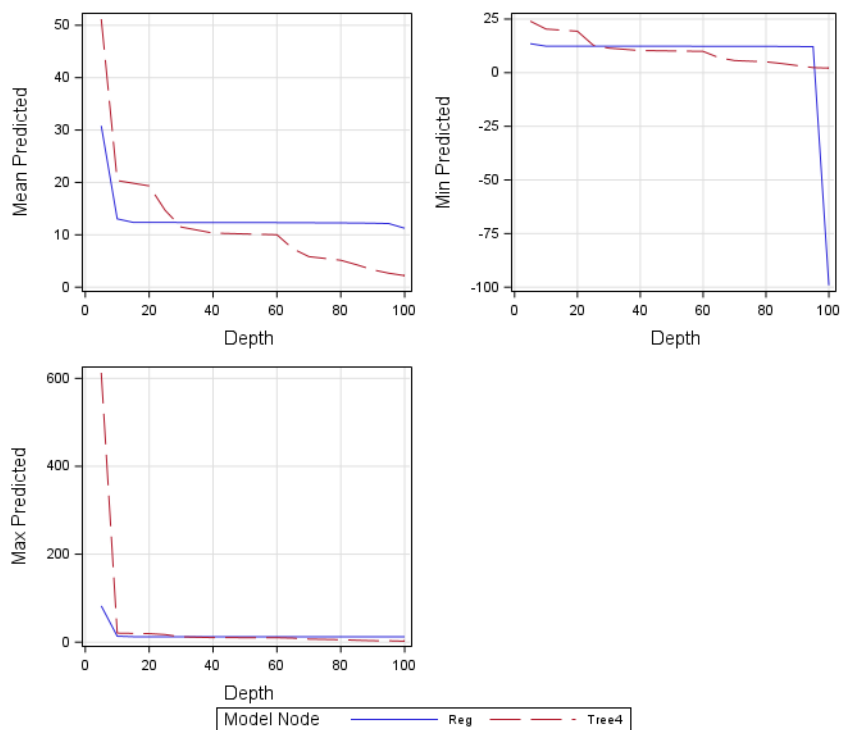 Mean Predicted
50
40
30
20
10
0
0 20 40 60 80 100
Depth
Min Predicted
25
0
-25
-50
-75
-100
0 20 40 60 80 100
Depth
Max Predicted
600
400
200
0
0 20 40 60 80 100
Depth
Model Node Reg Tree4